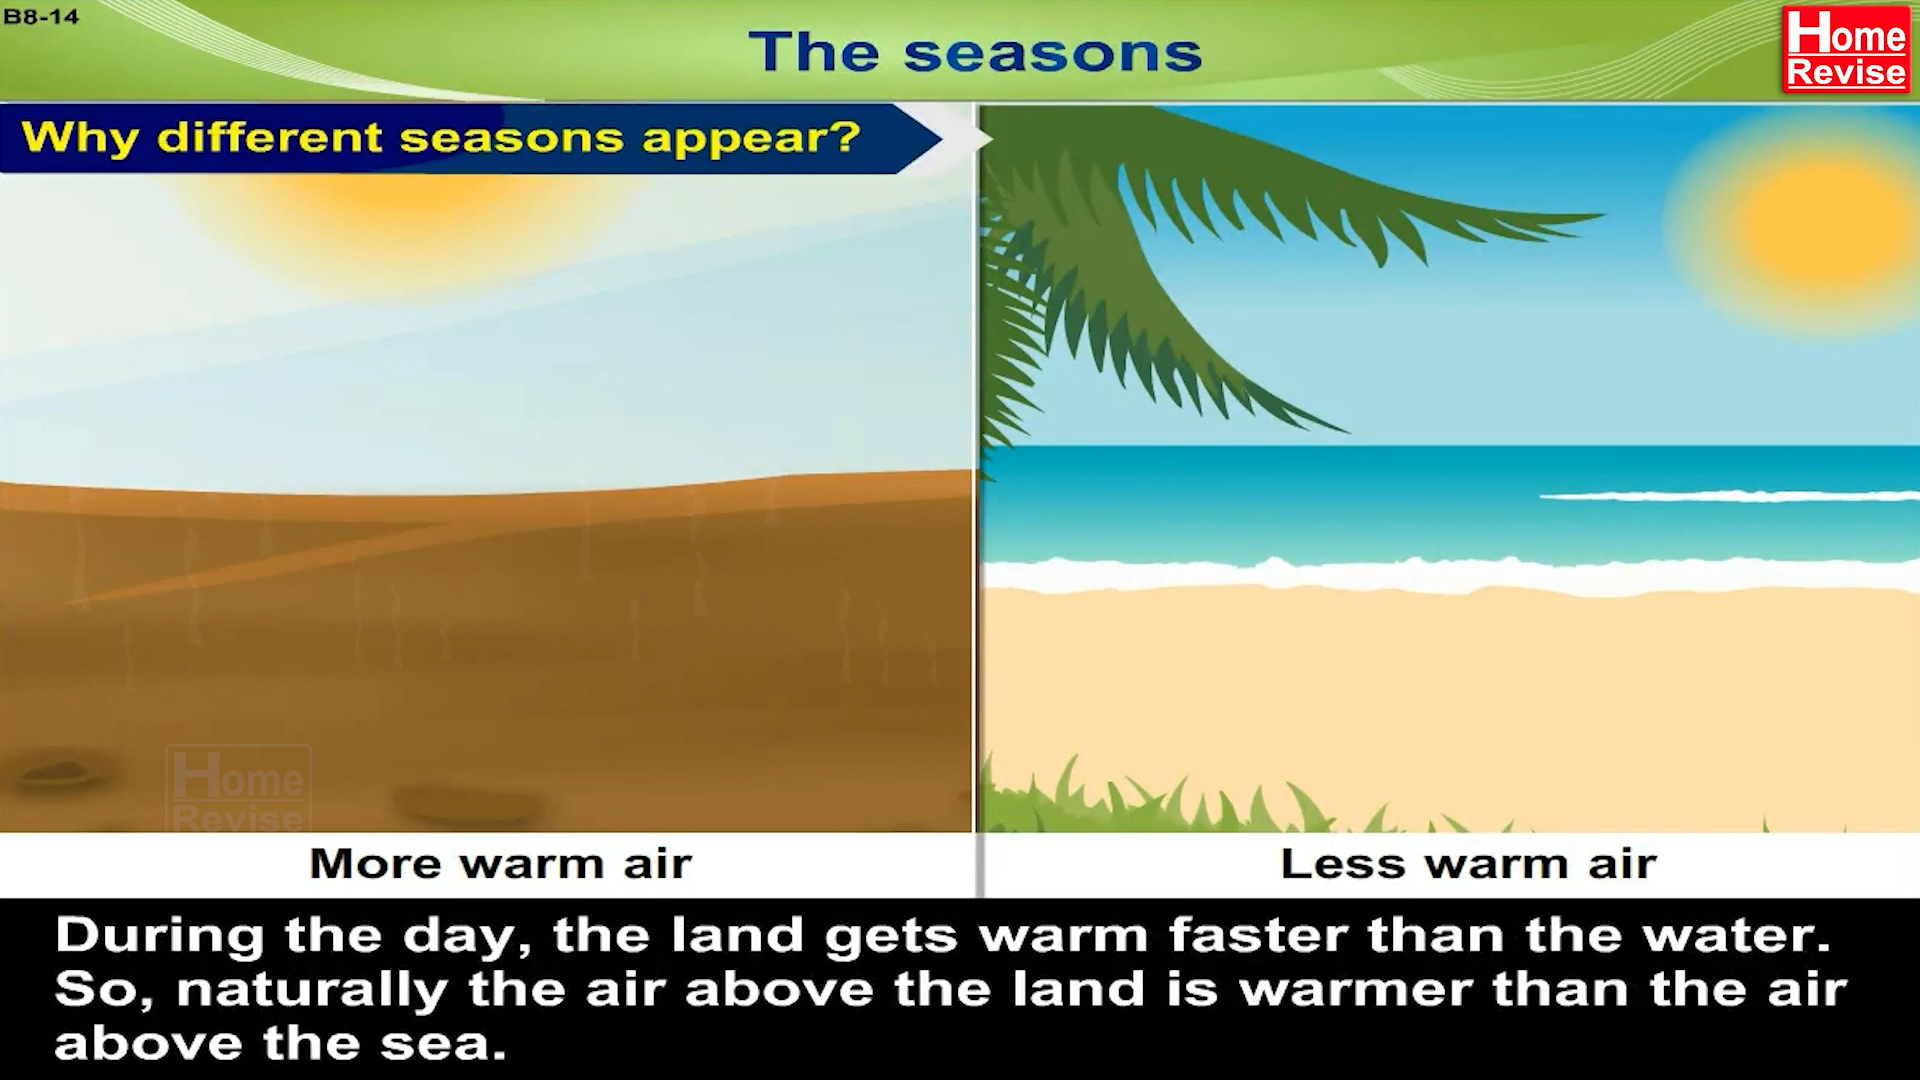 B8-14
The seasons
Home
Revise
Why different seasons appear?
Home
Revise
More warm air
Less warm air
During the day, the land gets warm faster than the water.
So, naturally the air above the land is warmer than the air
above the sea.